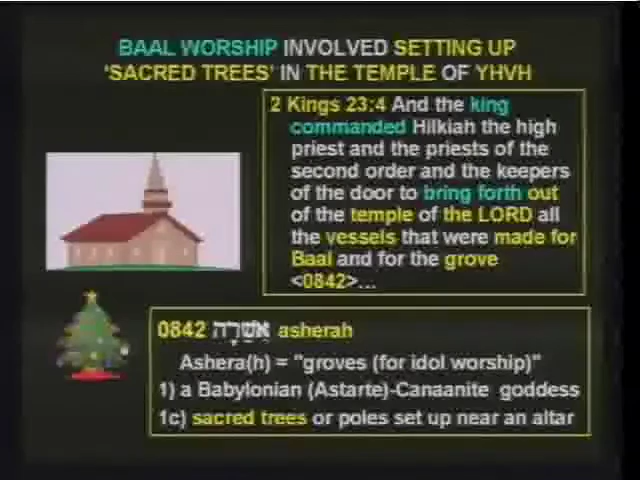 BAAL WORSHIP INVOLVED SETTING UP
‘SACRED TREES’ IN THE TEMPLE OF YHVH
2 Kings 23:4 And the king
commanded Hilkiah the high
priest and the priests of the
second order and the keepers
of the door to bring forth out
of the temple of the LORD all
the vessels that were made for
Baal and for the grove
<0842>...
0842 אֲשֵׁרָה asherah
Ashera(h) = "groves (for idol worship)"
1) a Babylonian (Astarte)-Canaanite goddess
1c) sacred trees or poles set up near an altar